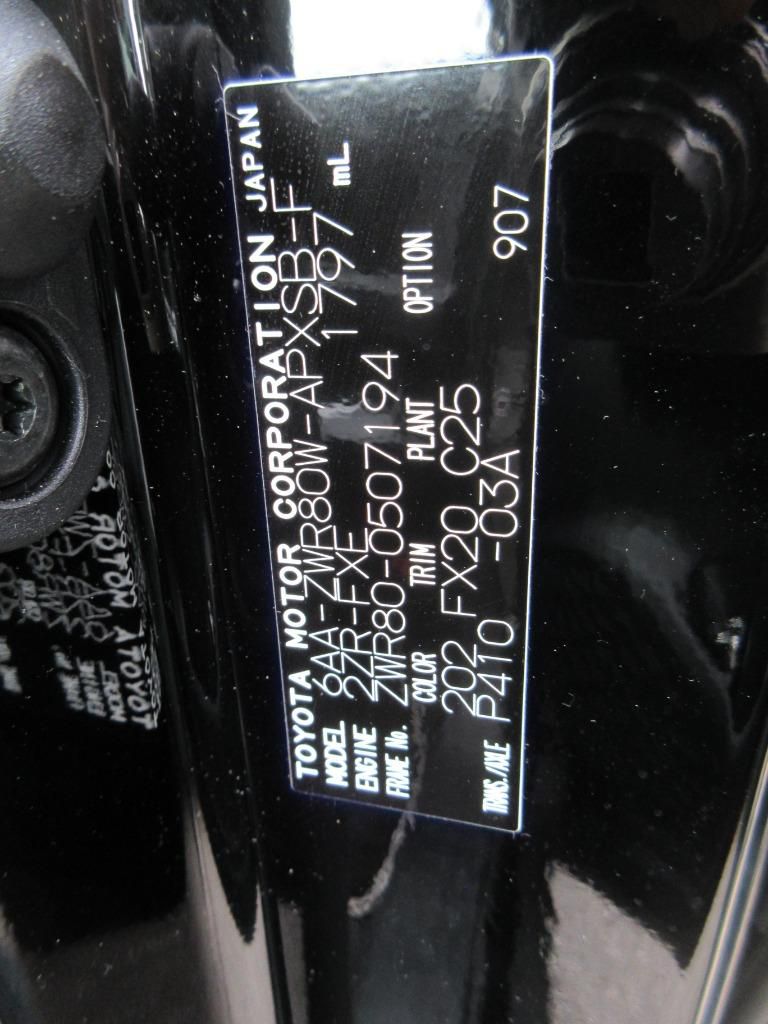 TOYOTA MOTOR CORPORATION JAPAN
MODEL 6AA-ZWR80W-APXSB-F
ENGINE 2ZR-FXE 1797 mL
FRAME No. ZWR80-0507194
COLOR TRIM PLANT OPTION
202 FX20 C25
TRANS./AXLE P410 -03A 907